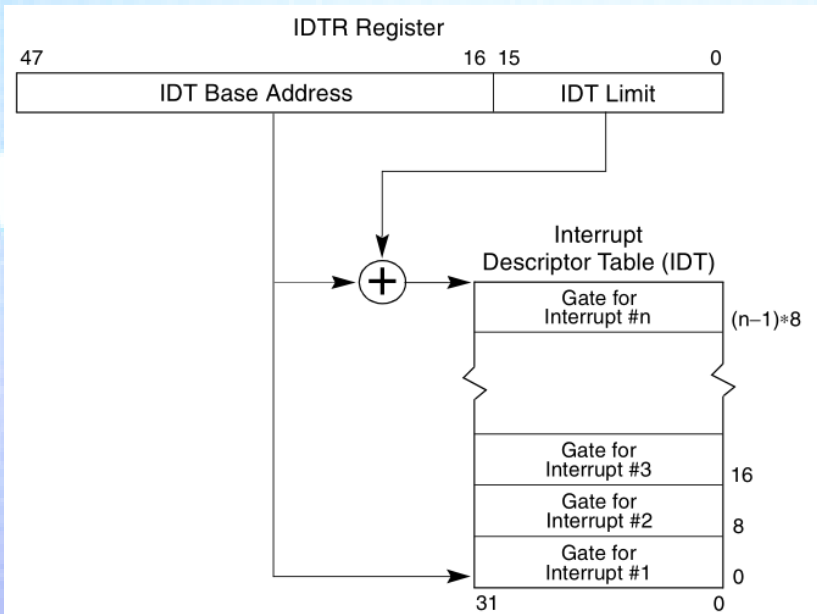 IDTR Register
47 16 15 0
IDT Base Address IDT Limit
+
Interrupt
Descriptor Table (IDT)
Gate for
Interrupt #n
(n−1)*8
Gate for
Interrupt #3
16
Gate for
Interrupt #2
8
Gate for
Interrupt #1
0
31 0